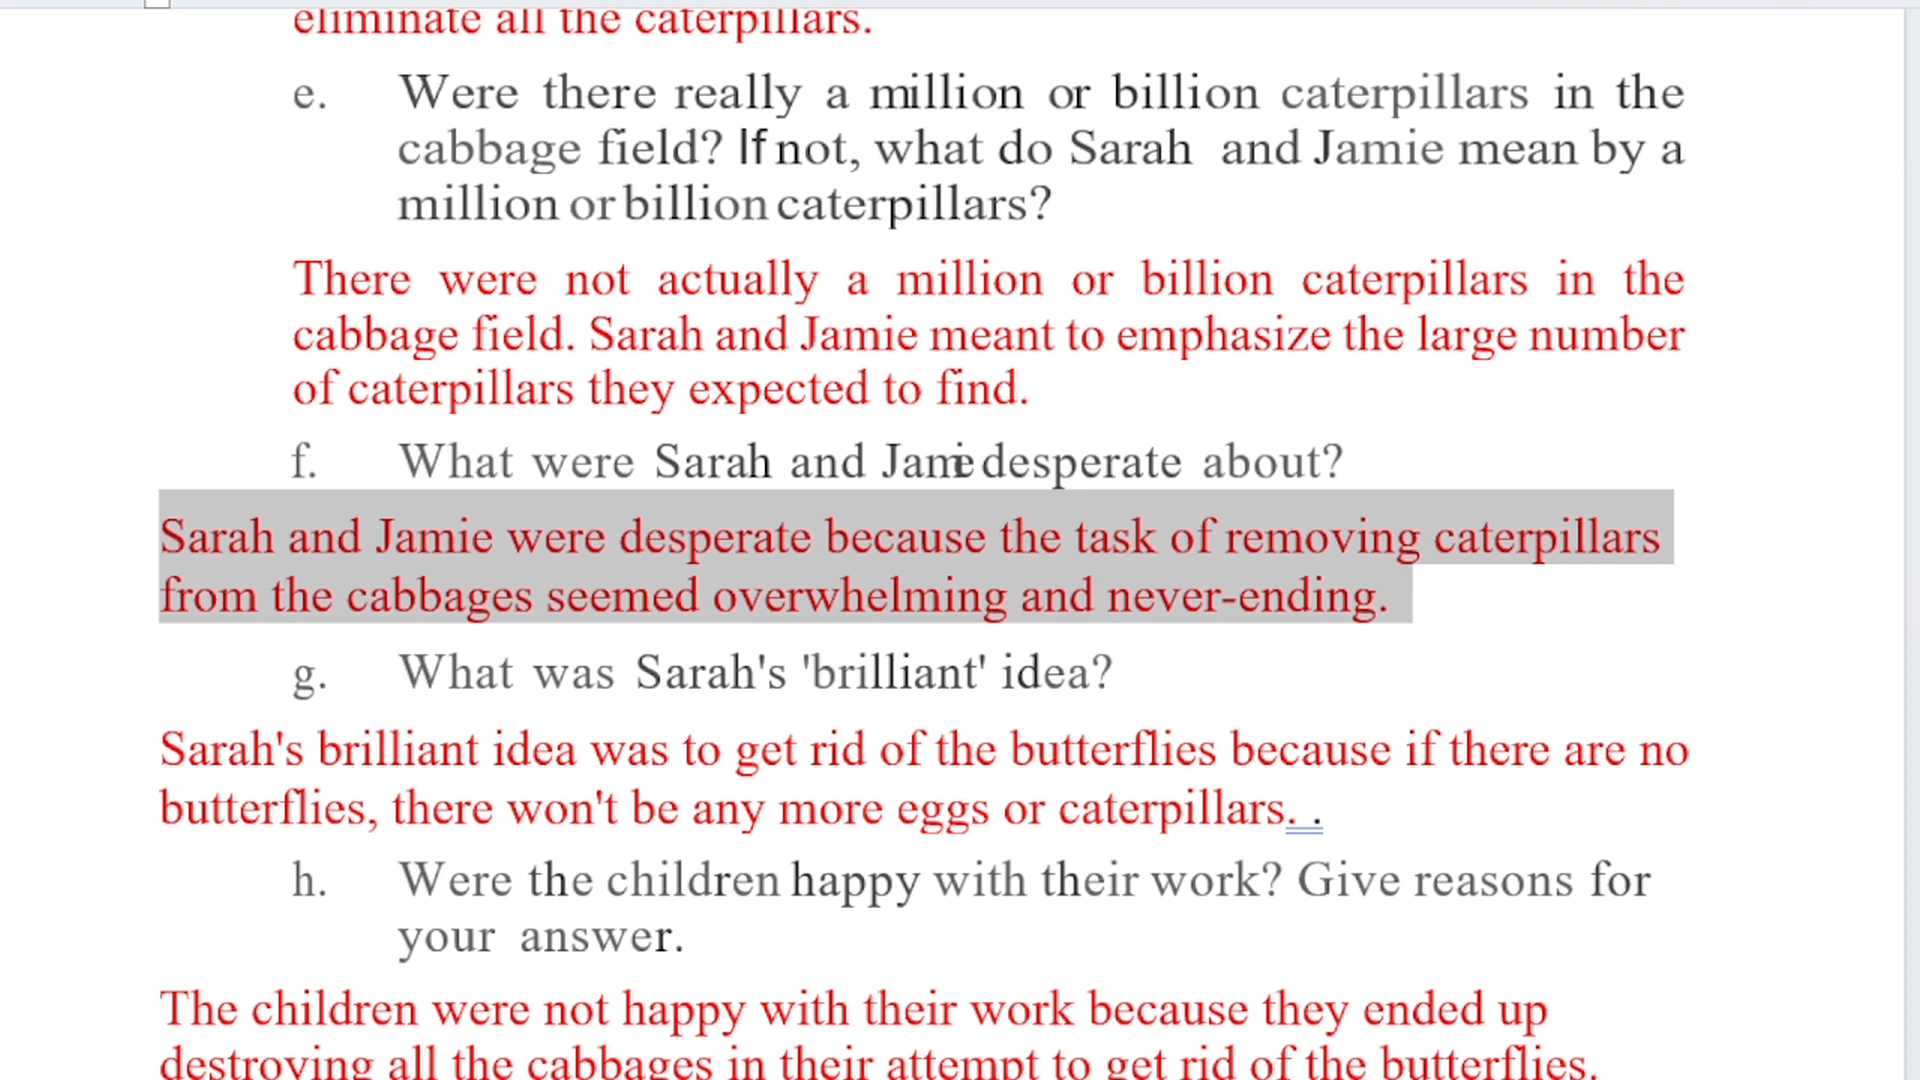 eliminate all the caterpillars.
e. Were there really a million or billion caterpillars in the
cabbage field? If not, what do Sarah and Jamie mean by a
million or billion caterpillars?
There were not actually a million or billion caterpillars in the
cabbage field. Sarah and Jamie meant to emphasize the large number
of caterpillars they expected to find.
f. What were Sarah and Jamie desperate about?
Sarah and Jamie were desperate because the task of removing caterpillars
from the cabbages seemed overwhelming and never-ending.
g. What was Sarah's 'brilliant' idea?
Sarah's brilliant idea was to get rid of the butterflies because if there are no
butterflies, there won't be any more eggs or caterpillars. .
h. Were the children happy with their work? Give reasons for
your answer.
The children were not happy with their work because they ended up
destroying all the cabbages in their attempt to get rid of the butterflies.